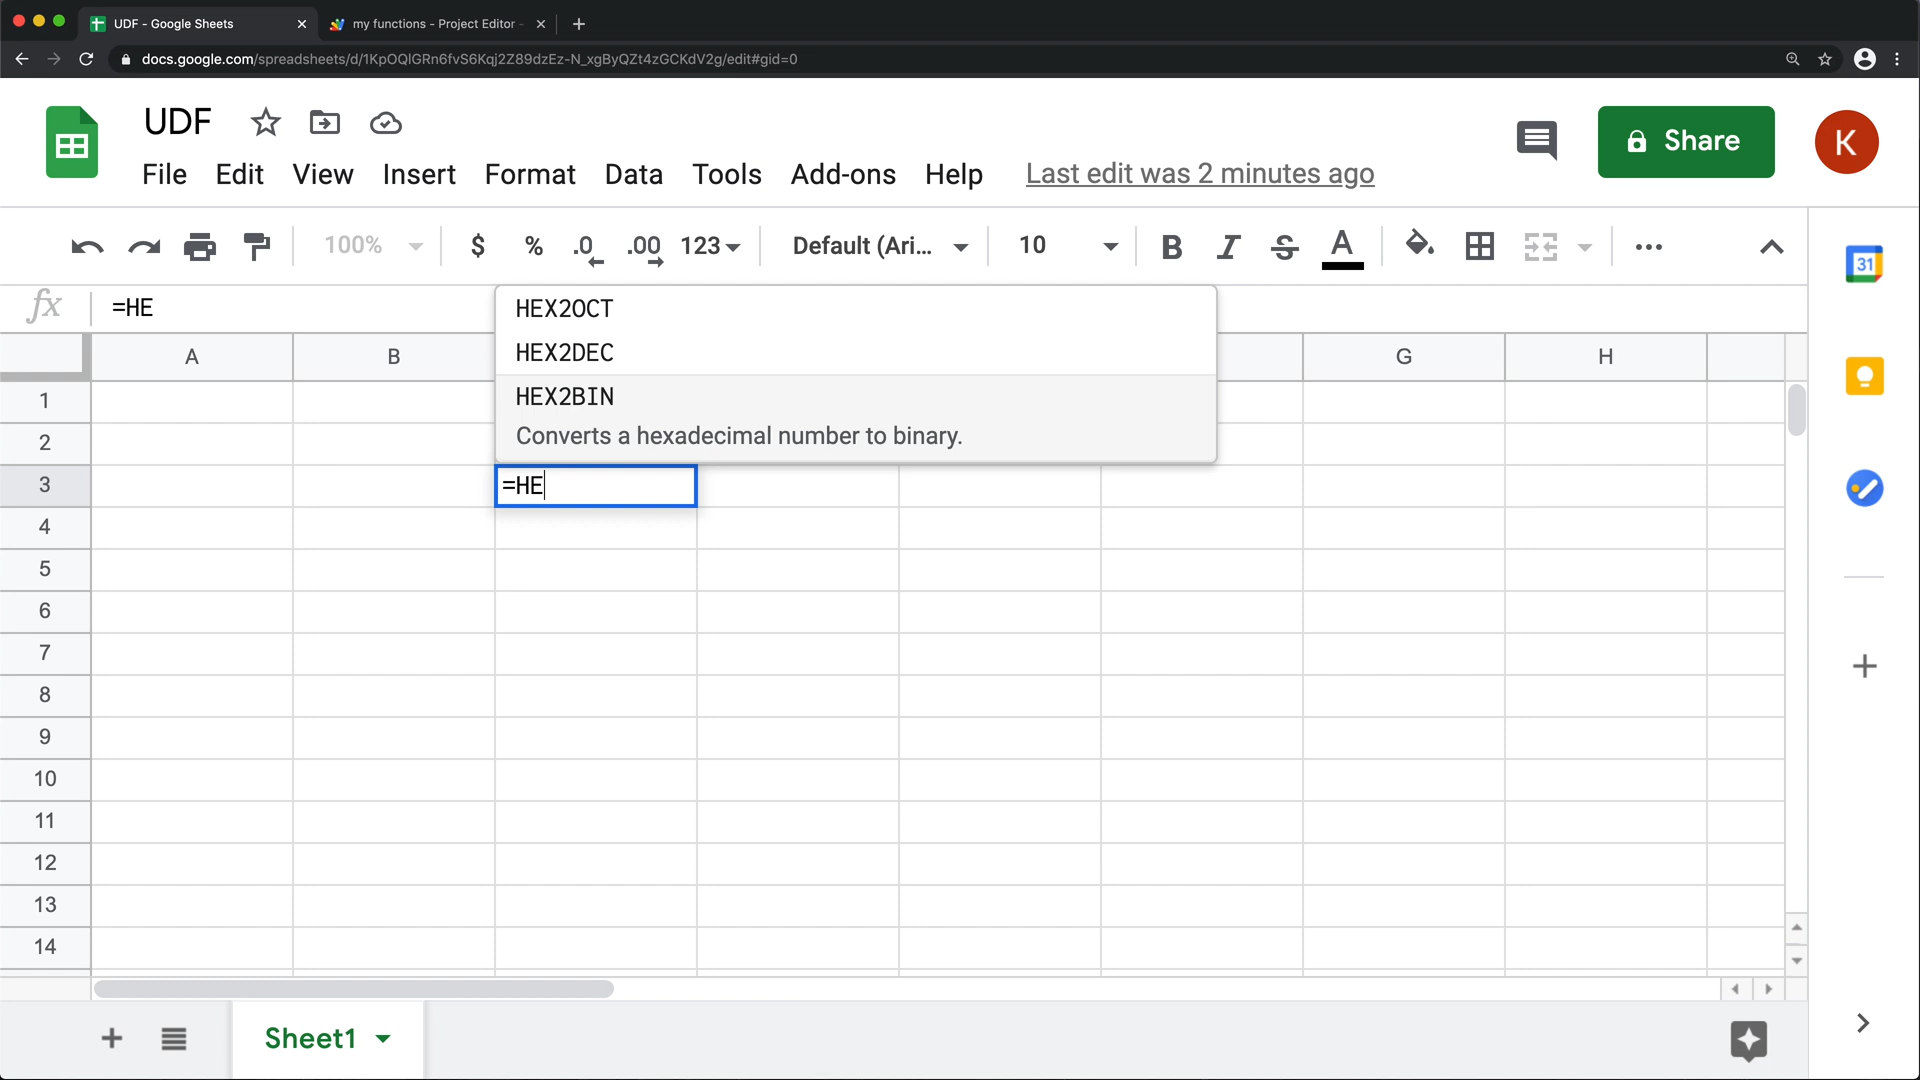 UDF - Google Sheets
my functions - Project Editor -
docs.google.com/spreadsheets/d/1KpOQlGRn6fvS6Kqj2Z89dzEz-N_xgByQZt4zGCKdV2g/edit#gid=0
UDF
Share
K
File Edit View Insert Format Data Tools Add-ons Help Last edit was 2 minutes ago
100% $ % .0 .00 123 Default (Ari... 10 B I S A
31
fx =HE
HEX2OCT
HEX2DEC
HEX2BIN
Converts a hexadecimal number to binary.
A B G H
1
2
3 =HE
4
5
6
7
8
9
10
11
12
13
14
Sheet1